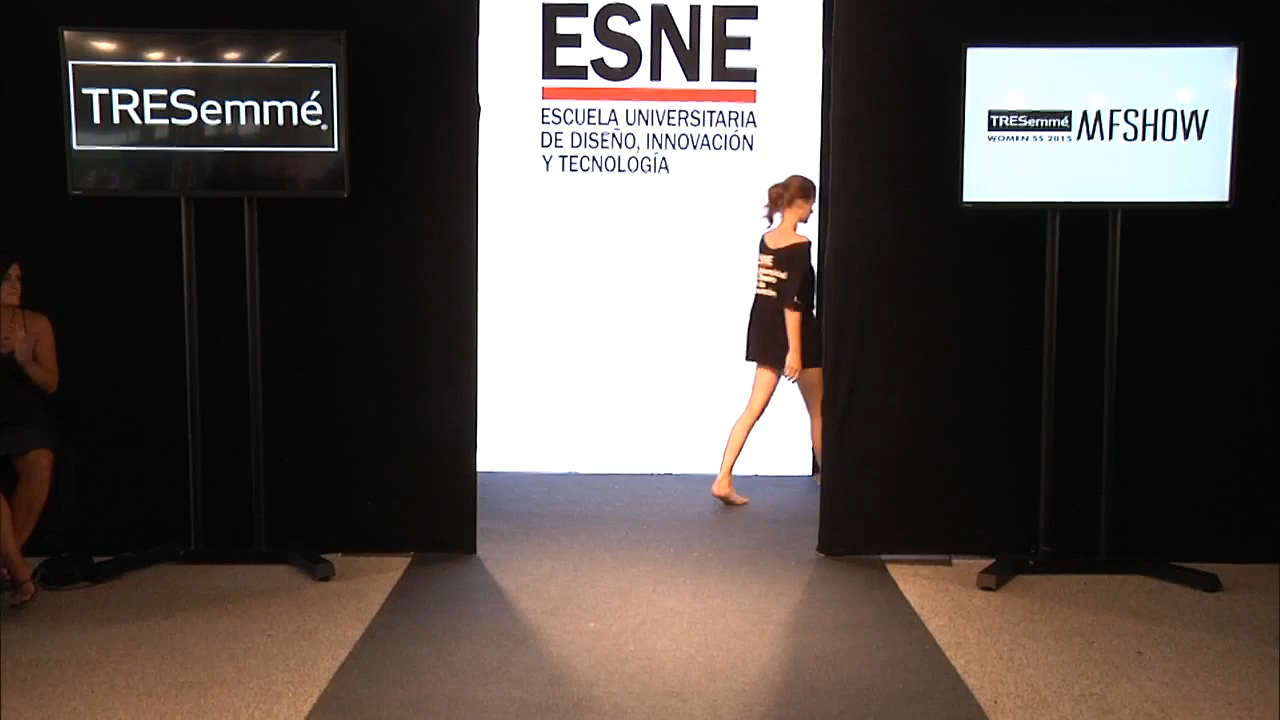 TRESemmé
ESNE
ESCUELA UNIVERSITARIA
DE DISEÑO, INNOVACIÓN
Y TECNOLOGÍA
TRESemmé
WOMEN SS 2015
MFSHOW